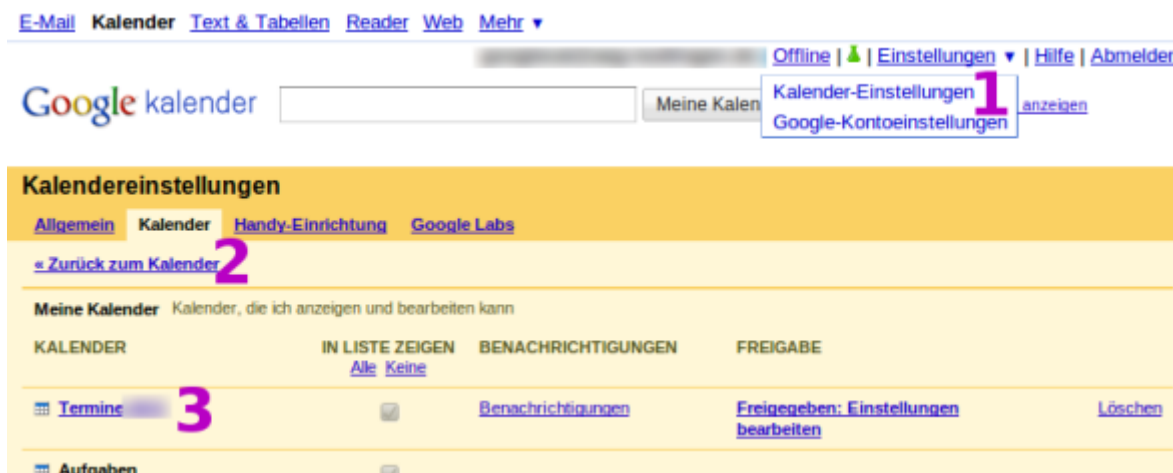 E-Mail Kalender Text & Tabellen Reader Web Mehr ▼
Offline | | Einstellungen ▼ | Hilfe | Abmelden
Google kalender Meine Kalen
Kalender-Einstellungen 1 anzeigen
Google-Kontoeinstellungen
Kalendereinstellungen
Allgemein Kalender Handy-Einrichtung Google Labs
« Zurück zum Kalender 2
Meine Kalender Kalender, die ich anzeigen und bearbeiten kann
KALENDER IN LISTE ZEIGEN BENACHRICHTIGUNGEN FREIGABE
Alle Keine
Termine 3 Benachrichtigungen Freigegeben: Einstellungen Löschen
bearbeiten
Aufgaben